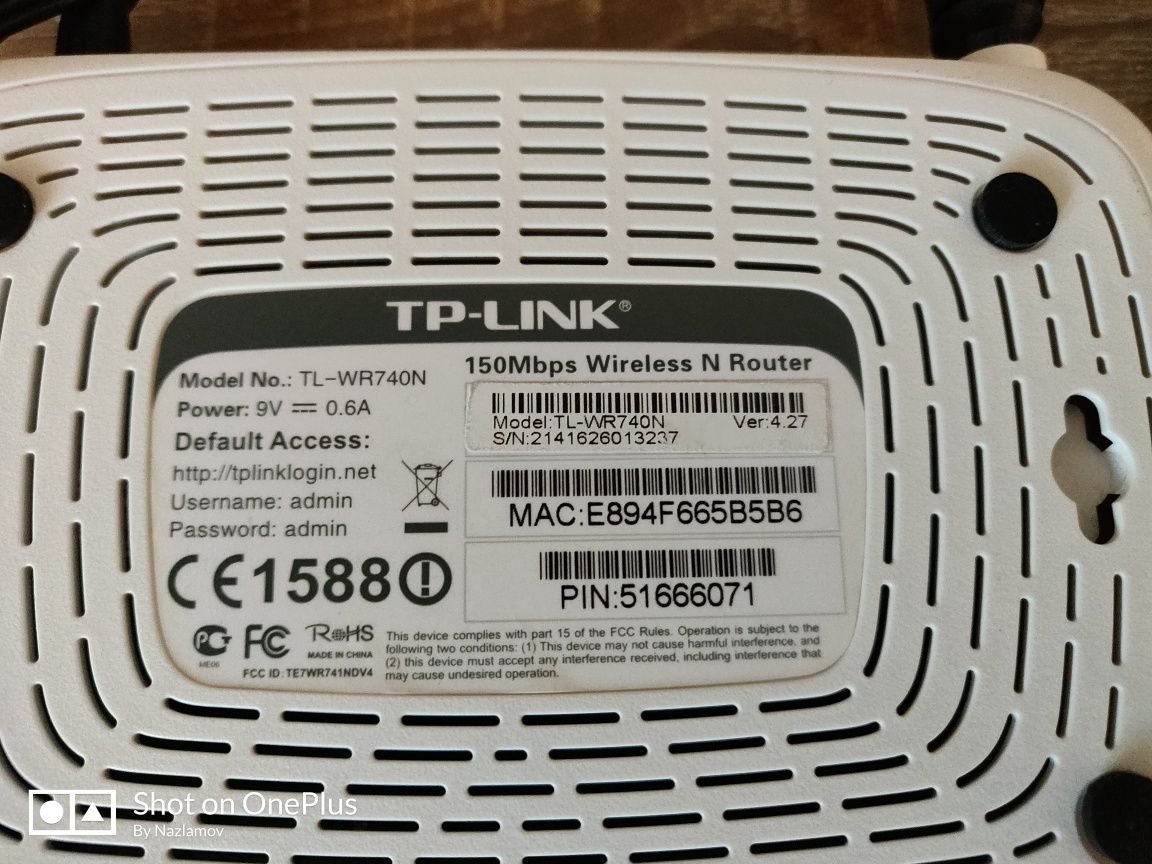 TP-LINK®
150Mbps Wireless N Router
Model No.: TL-WR740N
Power: 9V 0.6A
Default Access:
http://tplinklogin.net
Username: admin
Password: admin
Model:TL-WR740N Ver:4.27
S/N:2141626013237
MAC:E894F665B5B6
PIN:51666071
CE1588
PCT
ME06
FC
RoHS
MADE IN CHINA
FCC ID: TE7WR741NDV4
This device complies with part 15 of the FCC Rules. Operation is subject to the
following two conditions: (1) This device may not cause harmful interference, and
(2) this device must accept any interference received, including interference that
may cause undesired operation.
Shot on OnePlus
By Nazlamov